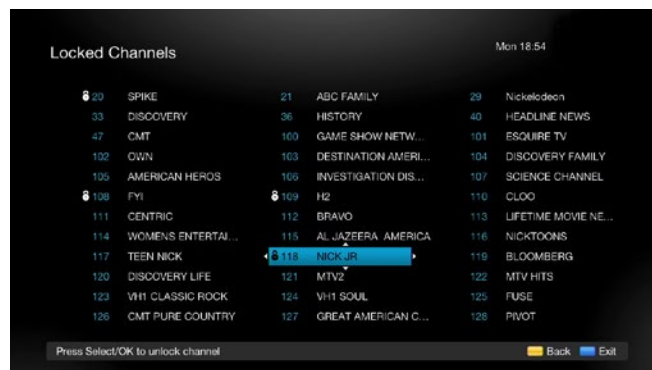 Locked Channels
Mon 18:54
20 SPIKE 21 ABC FAMILY 29 Nickelodeon
33 DISCOVERY 36 HISTORY 40 HEADLINE NEWS
47 CMT 100 GAME SHOW NETW... 101 ESQUIRE TV
102 OWN 103 DESTINATION AMERI... 104 DISCOVERY FAMILY
105 AMERICAN HEROS 106 INVESTIGATION DIS... 107 SCIENCE CHANNEL
108 FYI 109 H2 110 CLOO
111 CENTRIC 112 BRAVO 113 LIFETIME MOVIE NE...
114 WOMENS ENTERTAI... 115 AL JAZEERA AMERICA 116 NICKTOONS
117 TEEN NICK 118 NICK JR 119 BLOOMBERG
120 DISCOVERY LIFE 121 MTV2 122 MTV HITS
123 VH1 CLASSIC ROCK 124 VH1 SOUL 125 FUSE
126 CMT PURE COUNTRY 127 GREAT AMERICAN C... 128 PIVOT
Press Select/OK to unlock channel Back Exit